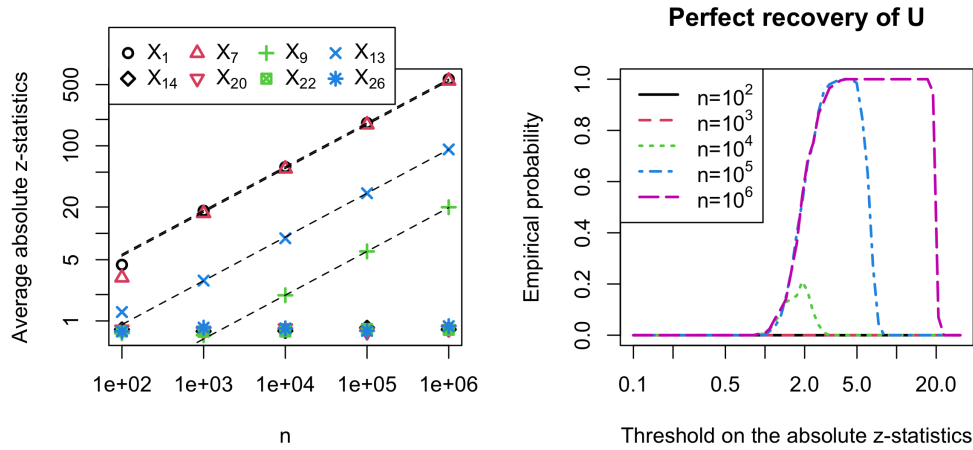 X1 X7 X9 X13
X14 X20 X22 X26
Average absolute z-statistics
500
100
20
5
1
1e+02 1e+03 1e+04 1e+05 1e+06
n
Perfect recovery of U
n=10^2
n=10^3
n=10^4
n=10^5
n=10^6
Empirical probability
1.0
0.8
0.6
0.4
0.2
0.0
0.1 0.5 2.0 5.0 20.0
Threshold on the absolute z-statistics